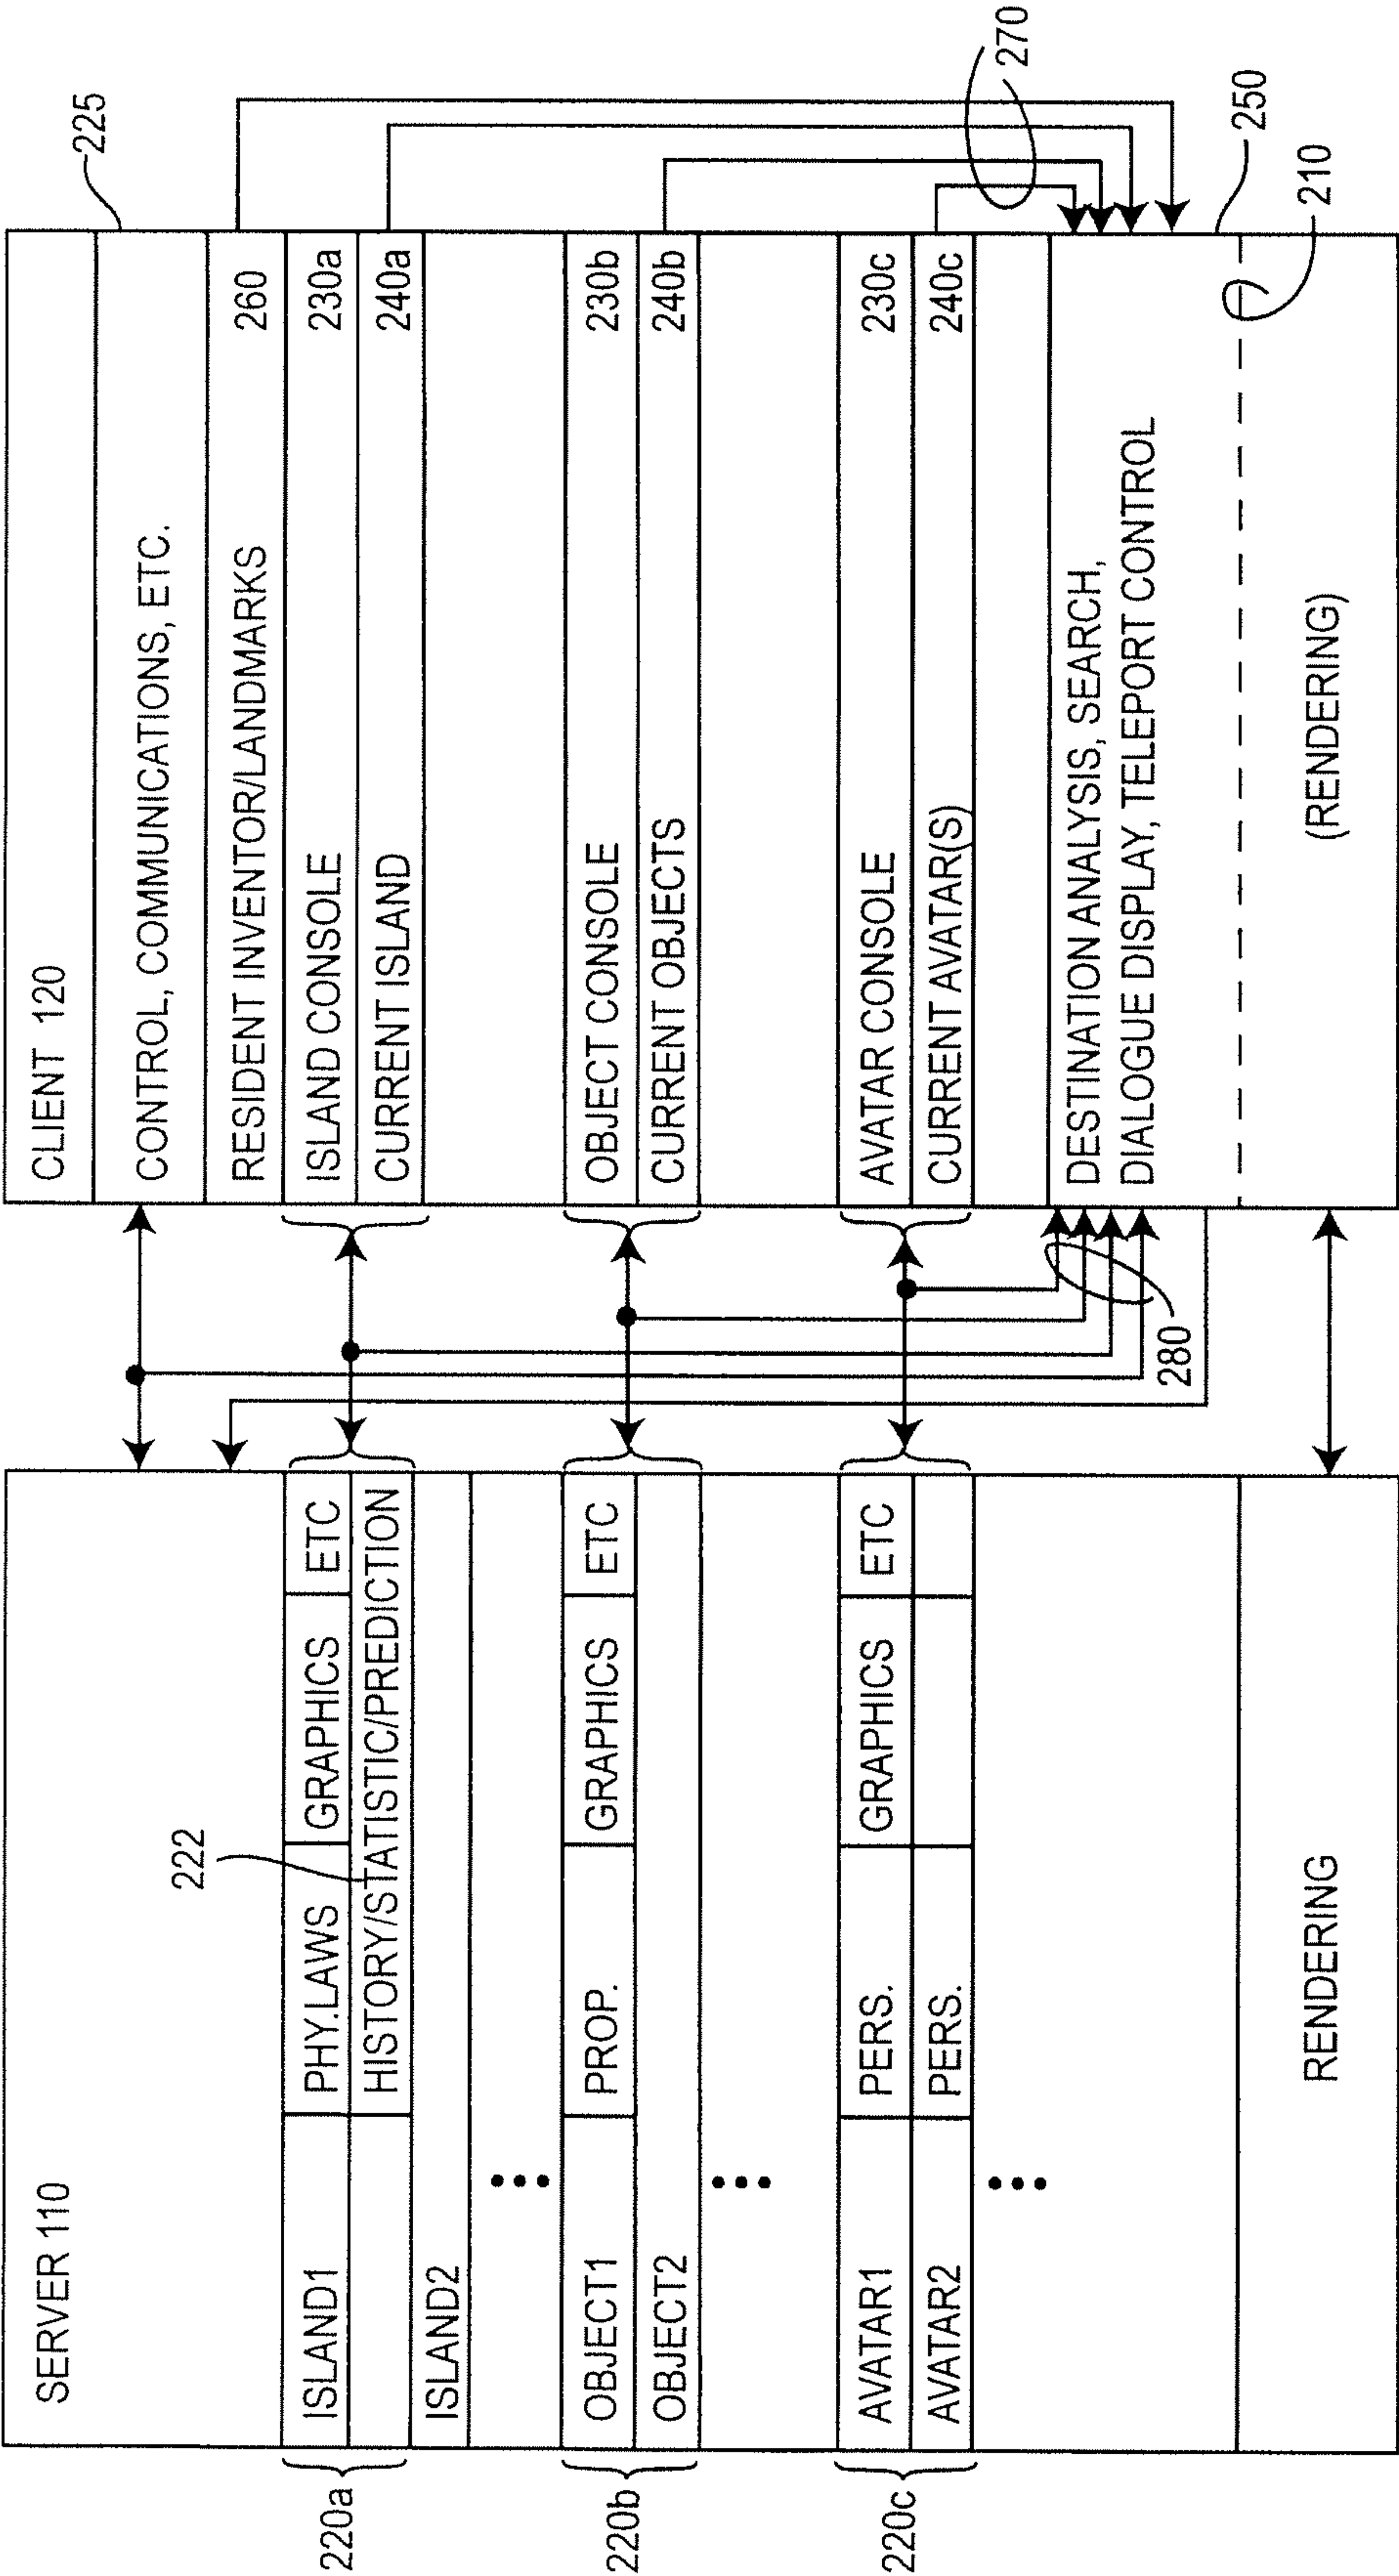 SERVER 110
222
220a
ISLAND1
PHY.LAWS
GRAPHICS
ETC
HISTORY/STATISTIC/PREDICTION
ISLAND2
220b
OBJECT1
PROP.
GRAPHICS
ETC
OBJECT2
220c
AVATAR1
PERS.
GRAPHICS
ETC
AVATAR2
PERS.
RENDERING
280
CLIENT 120
225
CONTROL, COMMUNICATIONS, ETC.
RESIDENT INVENTOR/LANDMARKS 260
ISLAND CONSOLE 230a
CURRENT ISLAND 240a
OBJECT CONSOLE 230b
CURRENT OBJECTS 240b
AVATAR CONSOLE 230c
CURRENT AVATAR(S) 240c
DESTINATION ANALYSIS, SEARCH,
DIALOGUE DISPLAY, TELEPORT CONTROL
(RENDERING)
270
250
210